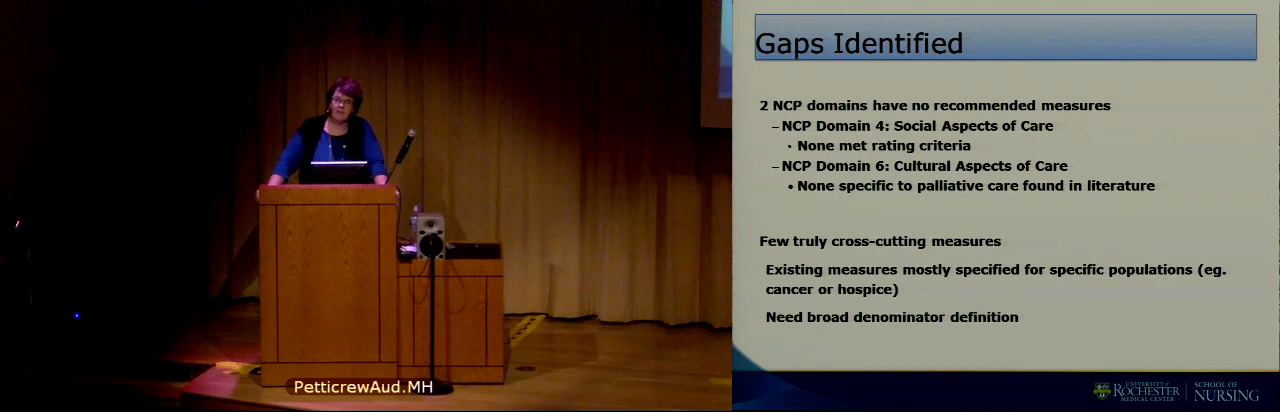 PetticrewAud.MH
Gaps Identified
2 NCP domains have no recommended measures
– NCP Domain 4: Social Aspects of Care
• None met rating criteria
– NCP Domain 6: Cultural Aspects of Care
• None specific to palliative care found in literature
Few truly cross-cutting measures
Existing measures mostly specified for specific populations (eg.
cancer or hospice)
Need broad denominator definition
UNIVERSITY of
ROCHESTER
MEDICAL CENTER
SCHOOL OF
NURSING